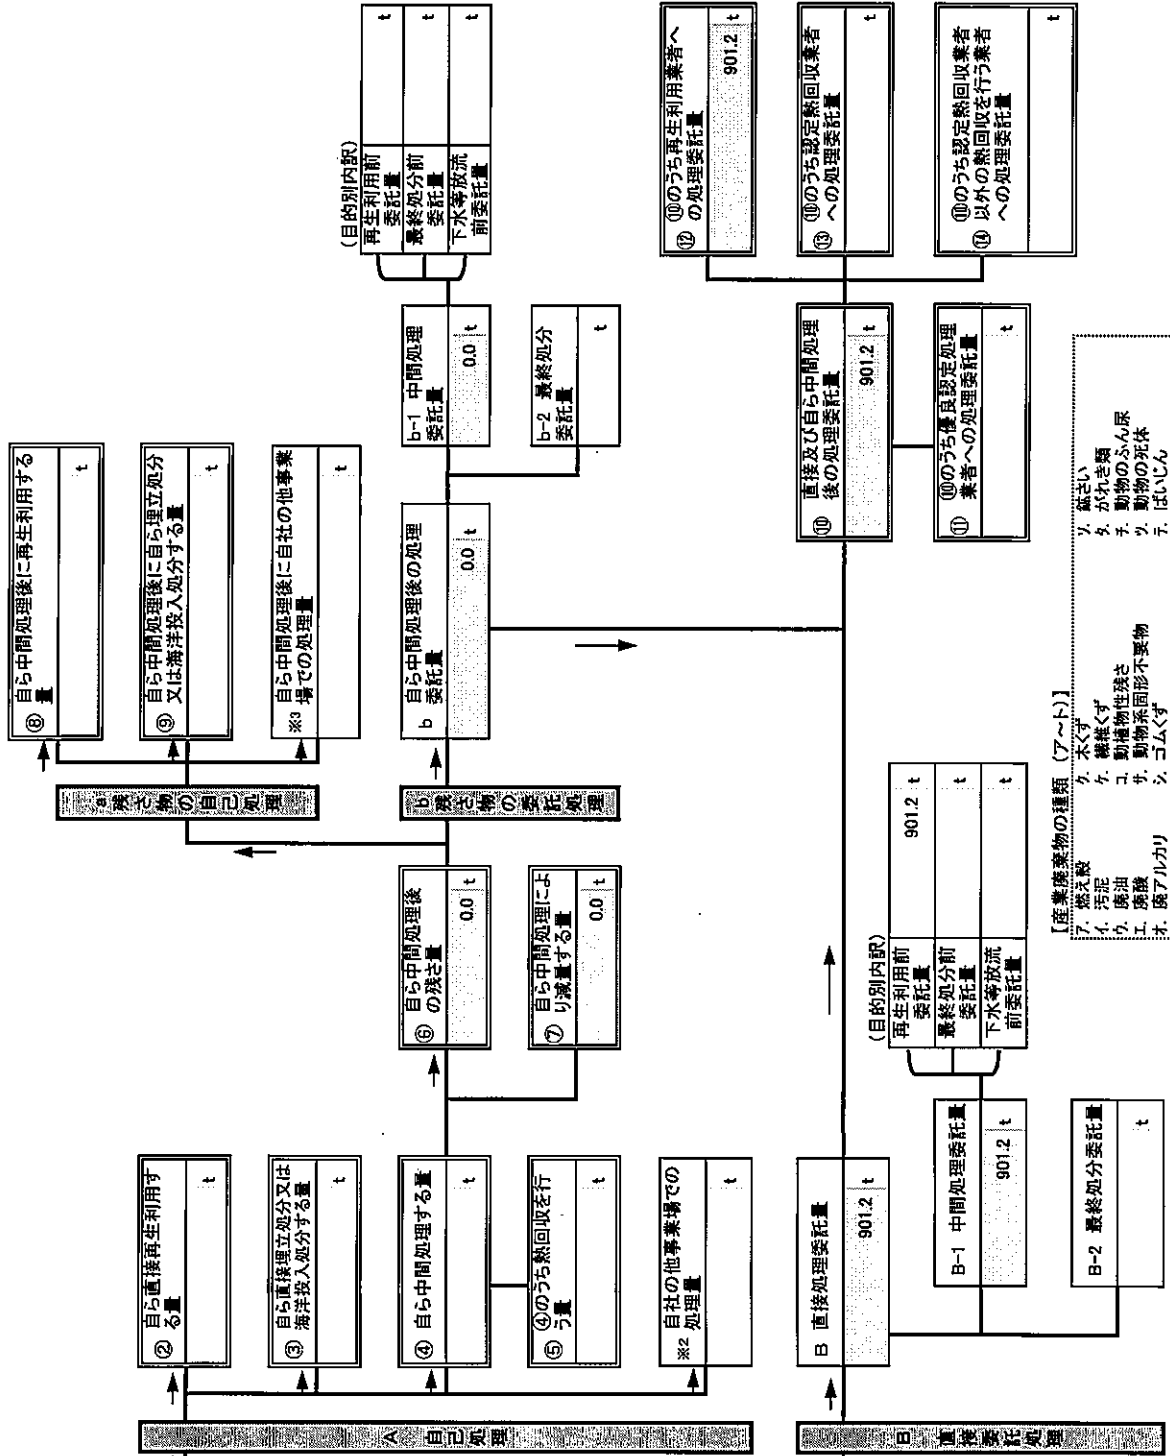 A 自己処理
② 自ら直接再生利用す
る量
t
③ 自ら直接埋立処分又は
海洋投入処分する量
t
④ 自ら中間処理する量
t
⑤ ④のうち熱回収を行
う量
t
※2 自社の他事業場での
処理量
t
⑥ 自ら中間処理後
の残さ量
0.0 t
⑦ 自ら中間処理によ
り減量する量
0.0 t
a 残さ物の自己処理
⑧ 自ら中間処理後に再生利用する
量
t
⑨ 自ら中間処理後に自ら埋立処分
又は海洋投入処分する量
t
※3 自ら中間処理後に自社の他事業
場での処理量
t
b 残さ物の委託処理
b 自ら中間処理後の処理
委託量
0.0 t
b-1 中間処理
委託量
0.0 t
b-2 最終処分
委託量
t
(目的別内訳)
再生利用前
委託量
t
最終処分前
委託量
t
下水等放流
前委託量
t
B 直接委託処理
B 直接処理委託量
901.2 t
B-1 中間処理委託量
901.2 t
B-2 最終処分委託量
t
(目的別内訳)
再生利用前
委託量
901.2 t
最終処分前
委託量
t
下水等放流
前委託量
t
⑩ 直接及び自ら中間処理
後の処理委託量
901.2 t
⑪ ⑩のうち優良認定処理
業者への処理委託量
t
⑫ ⑩のうち再生利用業者へ
の処理委託量
901.2 t
⑬ ⑩のうち認定熱回収業者
への処理委託量
t
⑭ ⑩のうち認定熱回収業者
以外の熱回収を行う業者
への処理委託量
t
【産業廃棄物の種類 (ア～ト)】
ア. 燃え殻
イ. 汚泥
ウ. 廃油
エ. 廃酸
オ. 廃アルカリ
ク. 木くず
ケ. 繊維くず
コ. 動植物性残さ
サ. 動物系固形不要物
シ. ゴムくず
ソ. 鉱さい
タ. がれき類
チ. 動物のふん尿
ツ. 動物の死体
テ. ばいじん